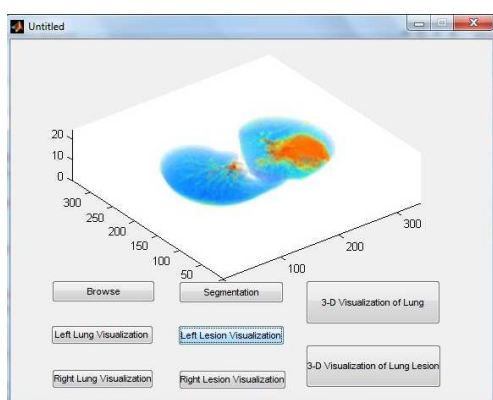 Untitled
20
10
0
300
250
200
150
100
50
100
200
300
Browse
Segmentation
3-D Visualization of Lung
Left Lung Visualization
Left Lesion Visualization
3-D Visualization of Lung Lesion
Right Lung Visualization
Right Lesion Visualization